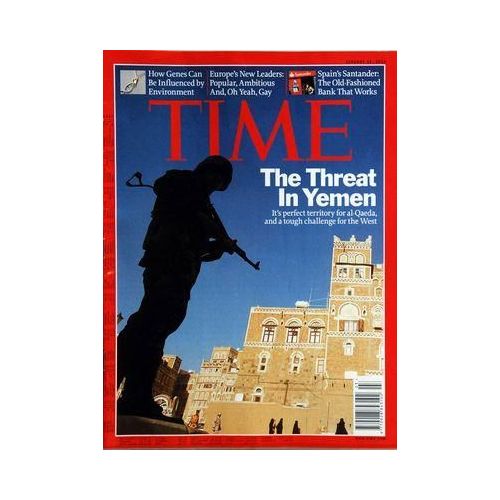 How Genes Can
Be Influenced by
Environment
Europe's New Leaders:
Popular, Ambitious
And, Oh Yeah, Gay
Santander
Spain's Santander:
The Old-Fashioned
Bank That Works
TIME
The Threat
In Yemen
It's perfect territory for al-Qaeda,
and a tough challenge for the West